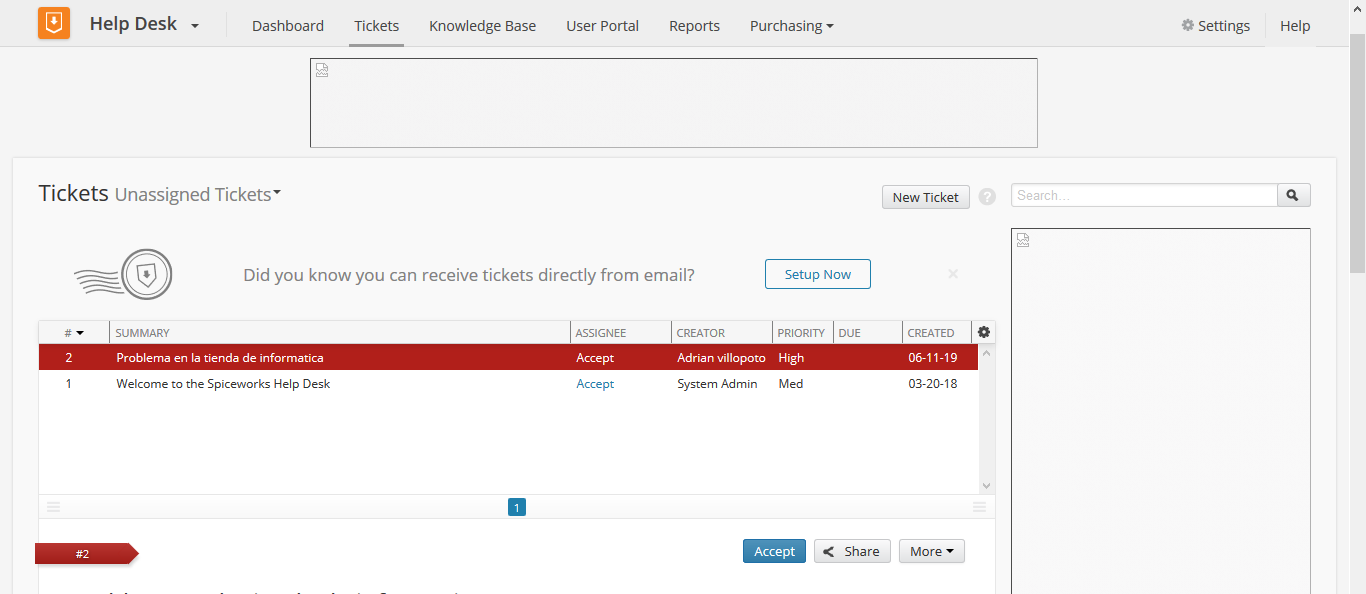 Help Desk Dashboard Tickets Knowledge Base User Portal Reports Purchasing Settings Help
Tickets Unassigned Tickets New Ticket ? Search...
Did you know you can receive tickets directly from email? Setup Now ×
# SUMMARY ASSIGNEE CREATOR PRIORITY DUE CREATED
2 Problema en la tienda de informatica Accept Adrian villopoto High 06-11-19
1 Welcome to the Spiceworks Help Desk Accept System Admin Med 03-20-18
1
#2 Accept Share More